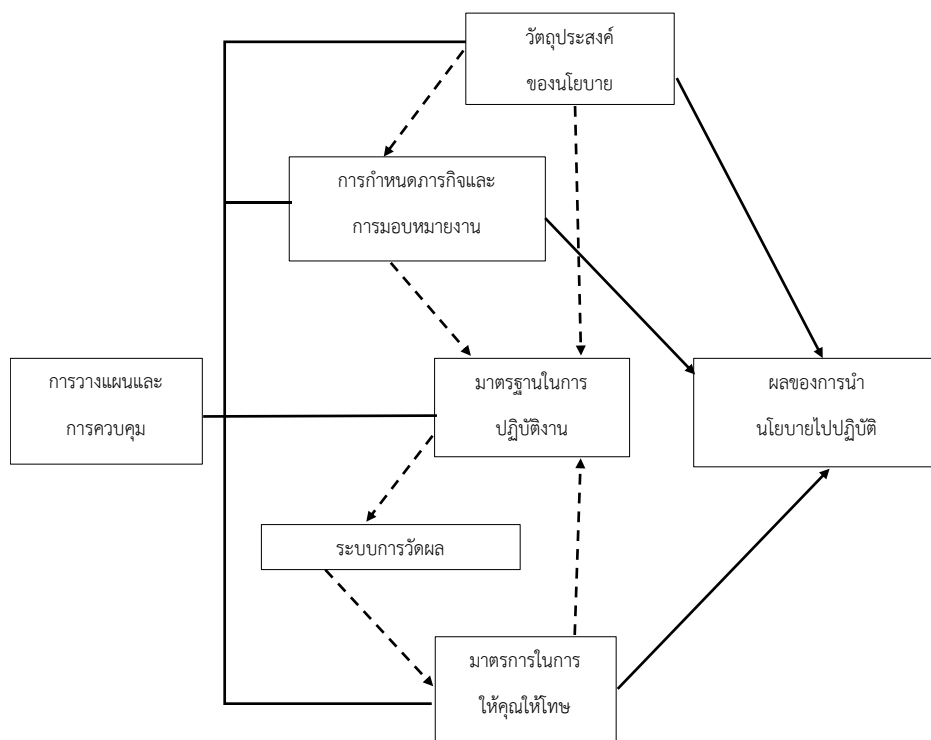 วัตถุประสงค์
ของนโยบาย
การกำหนดภารกิจและ
การมอบหมายงาน
การวางแผนและ
การควบคุม
มาตรฐานในการ
ปฏิบัติงาน
ผลของการนำ
นโยบายไปปฏิบัติ
ระบบการวัดผล
มาตรการในการ
ให้คุณให้โทษ